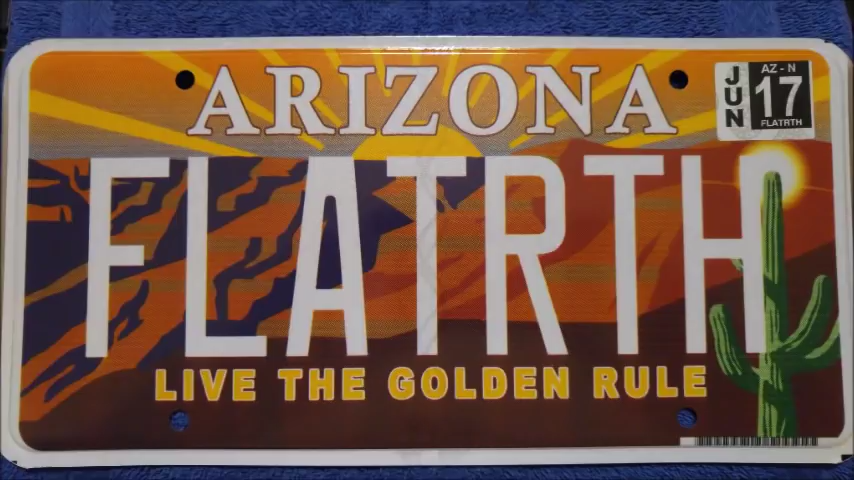 ARIZONA
JUN
AZ - N
17
FLATRTH
FLATRTH
LIVE THE GOLDEN RULE